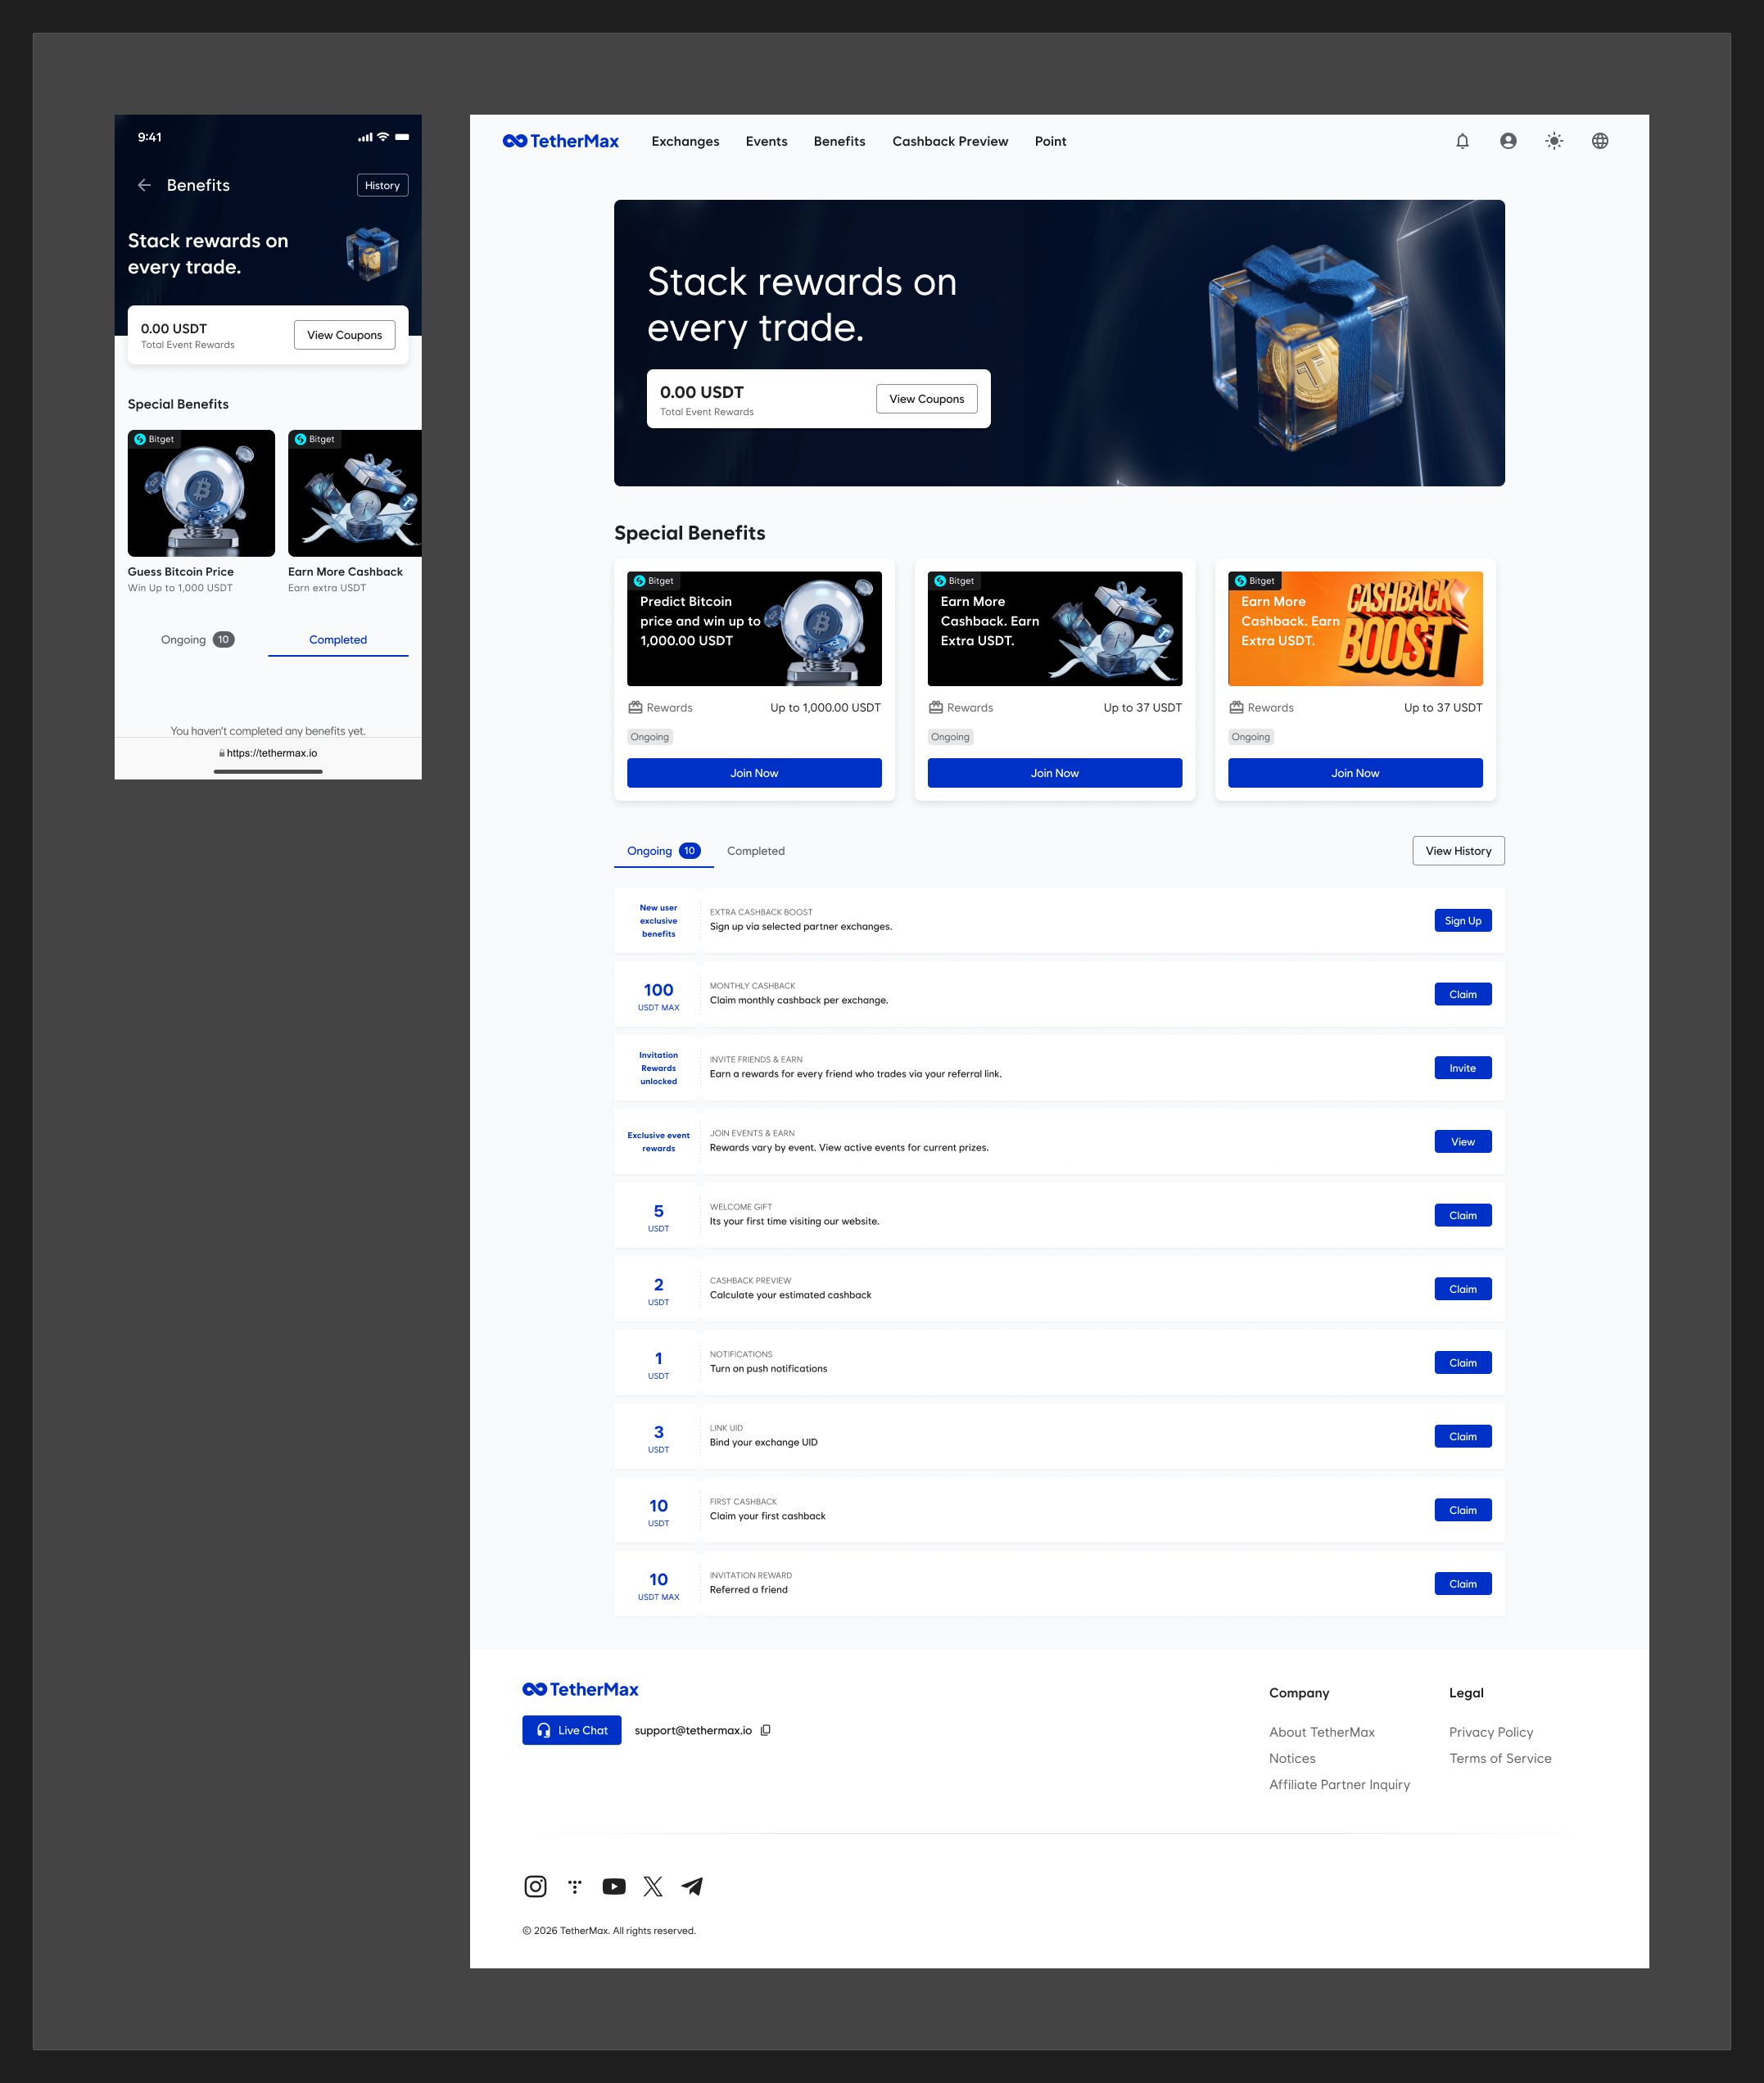 9:41
Benefits
History
Stack rewards on
every trade.
0.00 USDT
Total Event Rewards
View Coupons
Special Benefits
Bitget
Bitget
Guess Bitcoin Price
Win Up to 1,000 USDT
Earn More Cashback
Earn extra USDT
Ongoing 10
Completed
You haven't completed any benefits yet.
https://tethermax.io
TetherMax
Exchanges
Events
Benefits
Cashback Preview
Point
Stack rewards on
every trade.
0.00 USDT
Total Event Rewards
View Coupons
Special Benefits
Bitget
Predict Bitcoin
price and win up to
1,000.00 USDT
Rewards
Up to 1,000.00 USDT
Ongoing
Join Now
Bitget
Earn More
Cashback. Earn
Extra USDT.
Rewards
Up to 37 USDT
Ongoing
Join Now
Bitget
Earn More
Cashback. Earn
Extra USDT.
CASHBACK
BOOST
Rewards
Up to 37 USDT
Ongoing
Join Now
Ongoing 10
Completed
View History
New user
exclusive
benefits
EXTRA CASHBACK BOOST
Sign up via selected partner exchanges.
Sign Up
100
USDT MAX
MONTHLY CASHBACK
Claim monthly cashback per exchange.
Claim
Invitation
Rewards
unlocked
INVITE FRIENDS & EARN
Earn a rewards for every friend who trades via your referral link.
Invite
Exclusive event
rewards
JOIN EVENTS & EARN
Rewards vary by event. View active events for current prizes.
View
5
USDT
WELCOME GIFT
Its your first time visiting our website.
Claim
2
USDT
CASHBACK PREVIEW
Calculate your estimated cashback
Claim
1
USDT
NOTIFICATIONS
Turn on push notifications
Claim
3
USDT
LINK UID
Bind your exchange UID
Claim
10
USDT
FIRST CASHBACK
Claim your first cashback
Claim
10
USDT MAX
INVITATION REWARD
Referred a friend
Claim
TetherMax
Live Chat
support@tethermax.io
Company
About TetherMax
Notices
Affiliate Partner Inquiry
Legal
Privacy Policy
Terms of Service
© 2026 TetherMax. All rights reserved.